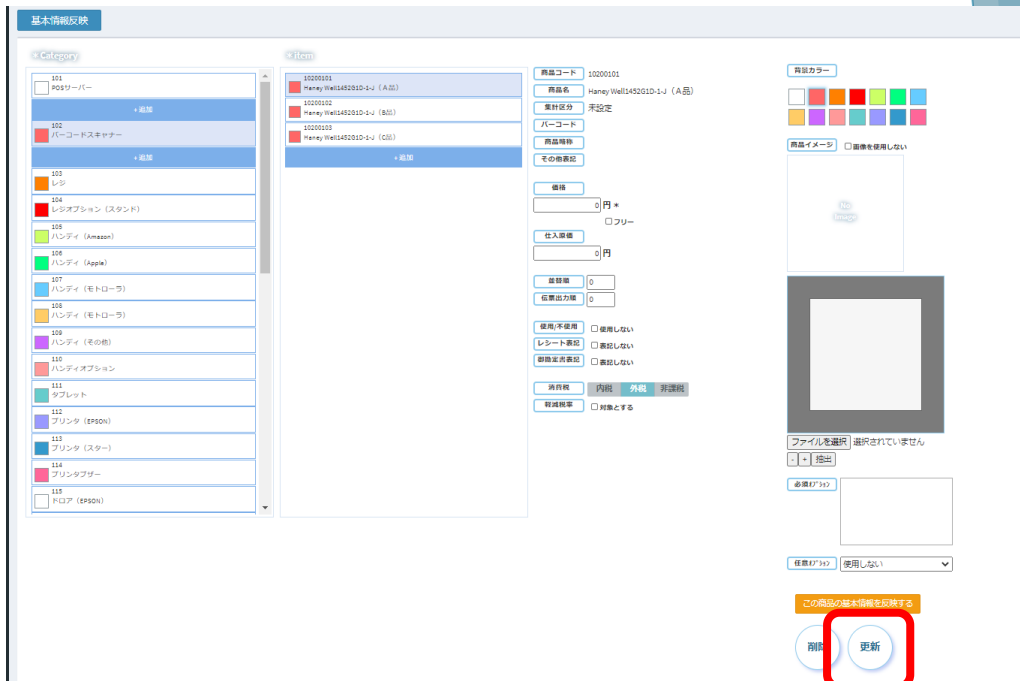 基本情報反映
※Category
101
POSサーバー
+追加
102
バーコードスキャナー
+追加
103
レジ
104
レジオプション（スタンド）
105
ハンディ（Amazon）
106
ハンディ（Apple）
107
ハンディ（モトローラ）
108
ハンディ（モトローラ）
109
ハンディ（その他）
110
ハンディオプション
111
タブレット
112
プリンタ（EPSON）
113
プリンタ（スター）
114
プリンタブザー
115
ドロア（EPSON）
※Item
10200101
Haney Well1452G1D-1-J（A品）
10200102
Haney Well1452G1D-1-J（B品）
10200103
Haney Well1452G1D-1-J（C品）
+追加
商品コード 10200101
商品名 Haney Well1452G1D-1-J（A品）
集計区分 未設定
バーコード
商品略称
その他表記
価格
0 円 *
フリー
仕入原価
0 円
並替順 0
伝票出力順 0
使用/不使用 使用しない
レシート表記 表記しない
御勘定書表記 表記しない
消費税 内税 外税 非課税
軽減税率 対象とする
背景カラー
商品イメージ 画像を使用しない
No
Image
ファイルを選択 選択されていません
- + 抽出
必須ｵﾌﾟｼｮﾝ
任意ｵﾌﾟｼｮﾝ 使用しない
この商品の基本情報を反映する
削除 更新